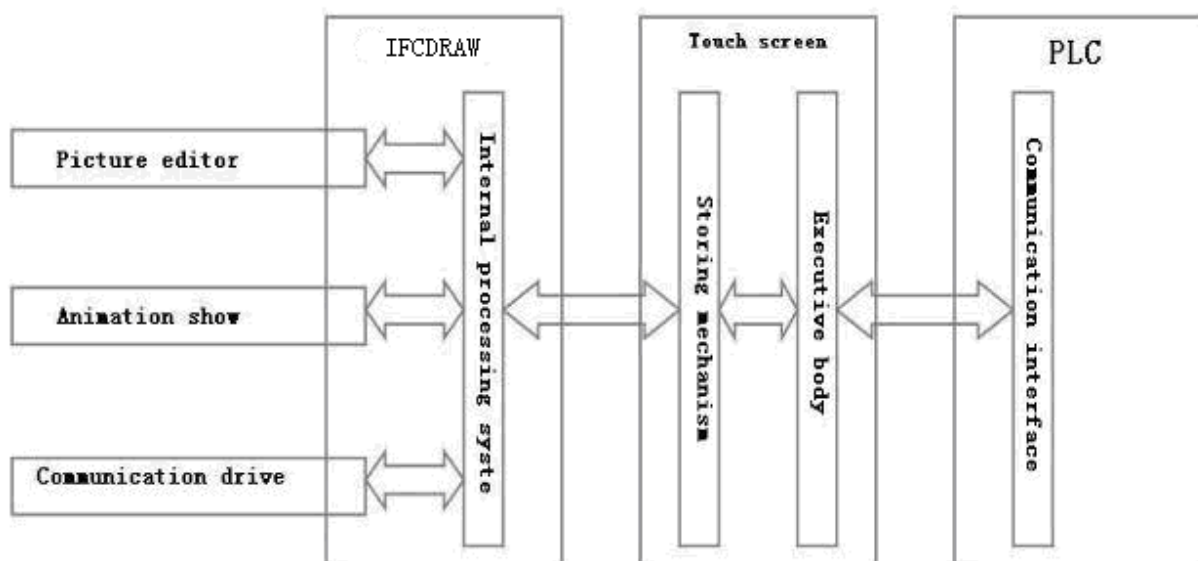 IFCDRAW
Touch screen
PLC
Picture editor
Animation show
Communication drive
Internal processing syste
Storing mechanism
Executive body
Communication interface